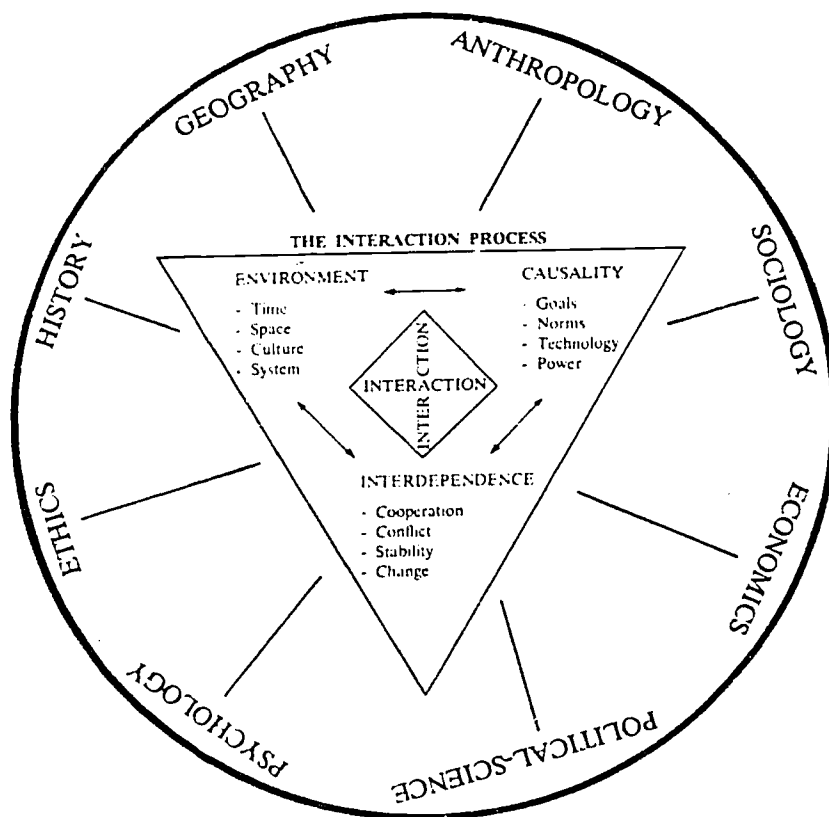 GEOGRAPHY
ANTHROPOLOGY
HISTORY
SOCIOLOGY
THE INTERACTION PROCESS
ENVIRONMENT
- Time
- Space
- Culture
- System
CAUSALITY
- Goals
- Norms
- Technology
- Power
INTERACTION
INTERACTION
INTERDEPENDENCE
- Cooperation
- Conflict
- Stability
- Change
ETHICS
ECONOMICS
PSYCHOLOGY
POLITICAL-SCIENCE